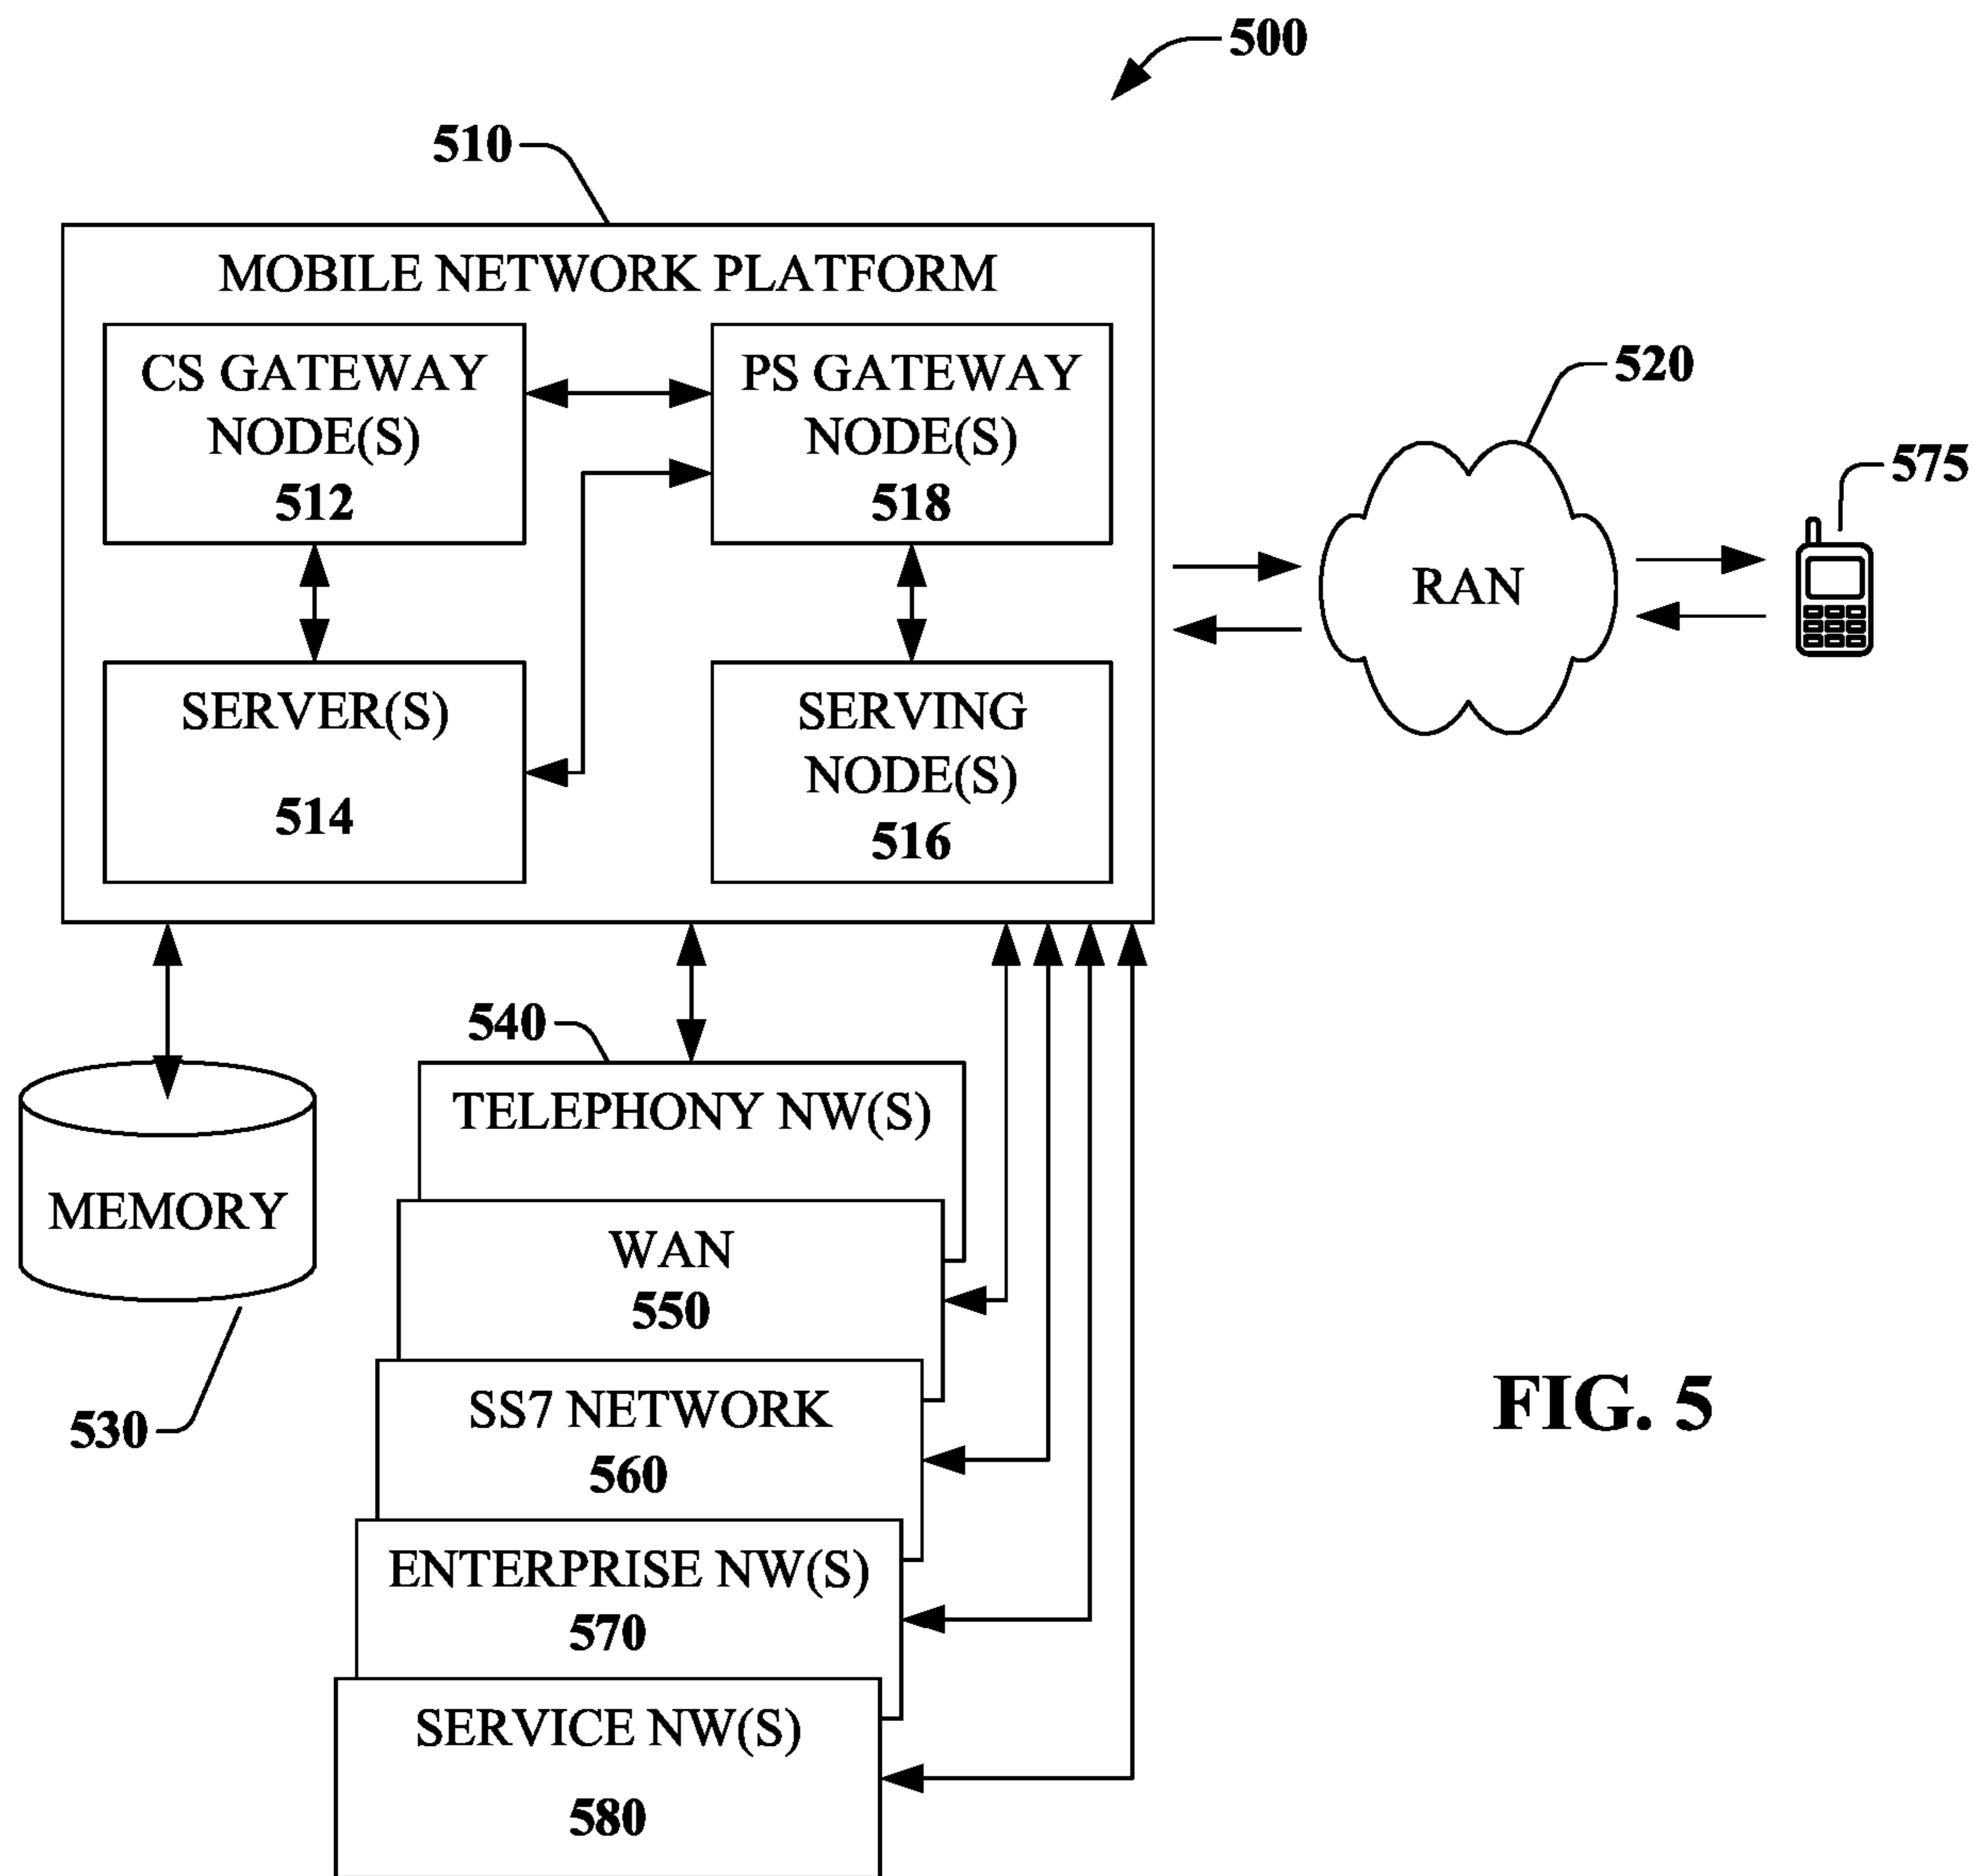 500
510
MOBILE NETWORK PLATFORM
CS GATEWAY
NODE(S)
512
PS GATEWAY
NODE(S)
518
SERVER(S)
514
SERVING
NODE(S)
516
520
RAN
575
540
TELEPHONY NW(S)
MEMORY
530
WAN
550
SS7 NETWORK
560
ENTERPRISE NW(S)
570
SERVICE NW(S)
580
FIG. 5